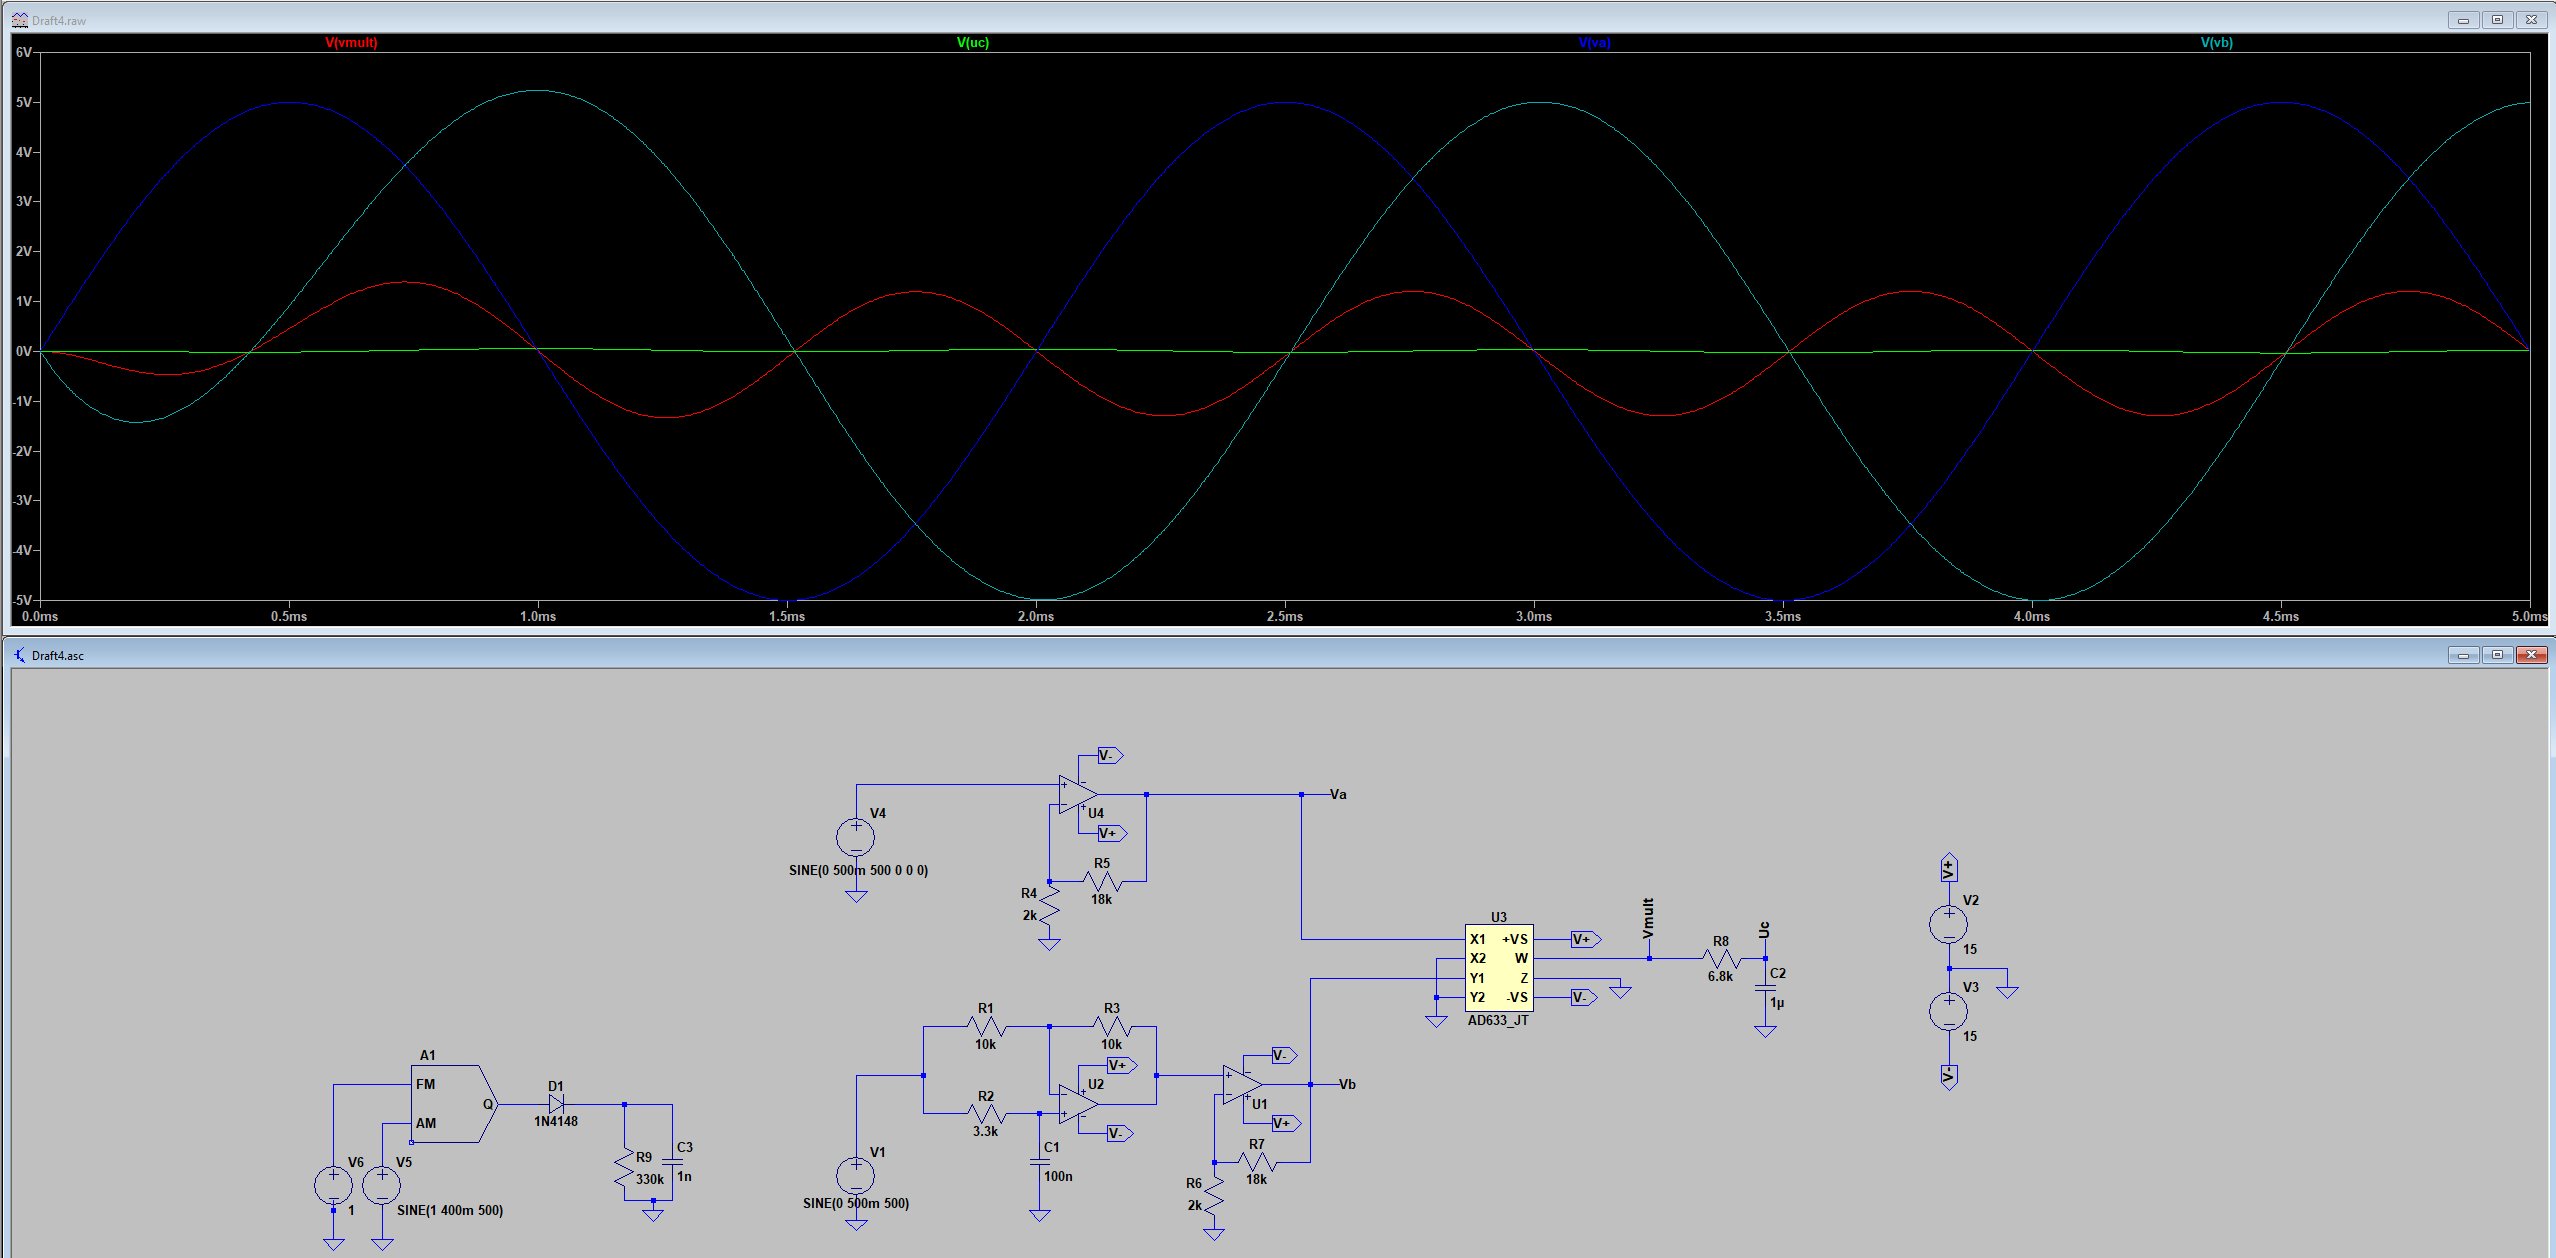 Draft4.raw
V(vmult) V(uc) V(va) V(vb)
6V
5V
4V
3V
2V
1V
0V
-1V
-2V
-3V
-4V
-5V
0.0ms 0.5ms 1.0ms 1.5ms 2.0ms 2.5ms 3.0ms 3.5ms 4.0ms 4.5ms 5.0ms
Draft4.asc
V-
Va
V4
U4
V+
SINE(0 500m 500 0 0 0)
R5
18k
R4
2k
V+
V2
15
V3
15
V-
Vmult
Uc
U3
X1 +VS
X2 W
Y1 Z
Y2 -VS
AD633_JT
V+
V-
R8
6.8k
C2
1µ
R1
10k
R3
10k
V+
U2
V-
R2
3.3k
C1
100n
V1
SINE(0 500m 500)
V-
U1
V+
Vb
R7
18k
R6
2k
A1
FM
AM
Q
D1
1N4148
R9
330k
C3
1n
V6
1
V5
SINE(1 400m 500)